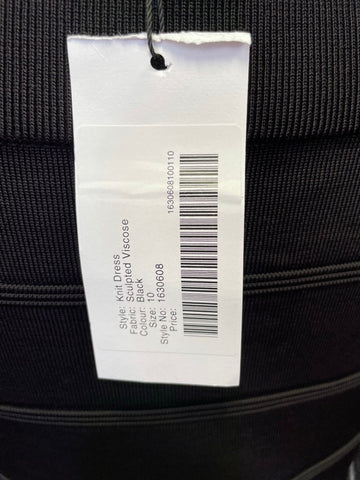 Style: Knit Dress
Fabric: Sculpted Viscose
Colour: Black
Size: 10
Style No: 1630608
Price:
1630608100110